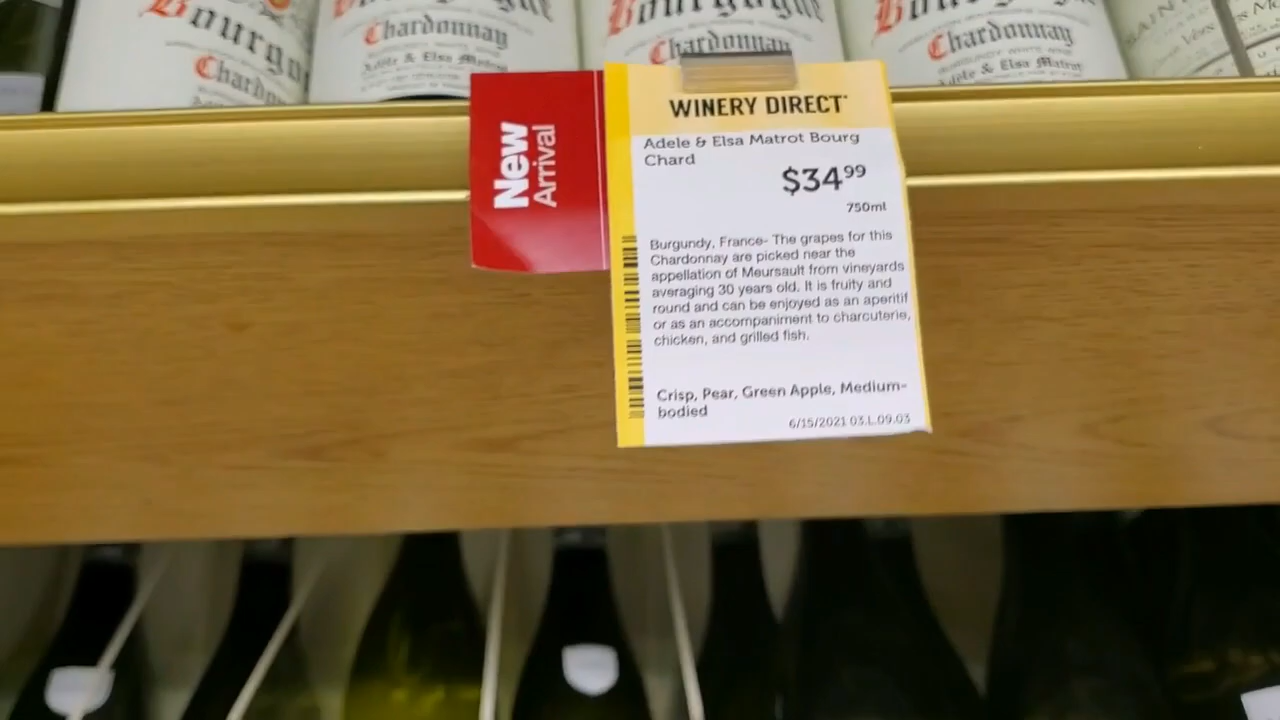 Bourgo
Chardo
Chardonnay
Adele & Elsa Matrot
Bourgogne
Chardonnay
Bourgogne
Chardonnay
Adele & Elsa Matrot
New
Arrival
WINERY DIRECT
Adele & Elsa Matrot Bourg
Chard
$34.99
750ml
Burgundy, France- The grapes for this
Chardonnay are picked near the
appellation of Meursault from vineyards
averaging 30 years old. It is fruity and
round and can be enjoyed as an aperitif
or as an accompaniment to charcuterie,
chicken, and grilled fish.
Crisp, Pear, Green Apple, Medium-
bodied
6/15/2021 03.L.09.03